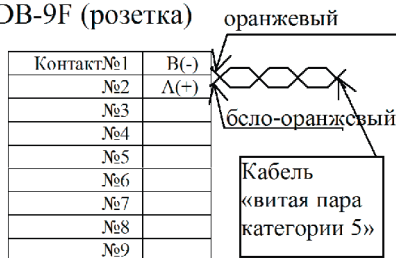 DB-9F (розетка)
оранжевый
Контакт№1 B(-)
№2 A(+)
бело-оранжевый
№3
№4
№5
№6
№7
№8
№9
Кабель
«витая пара
категории 5»